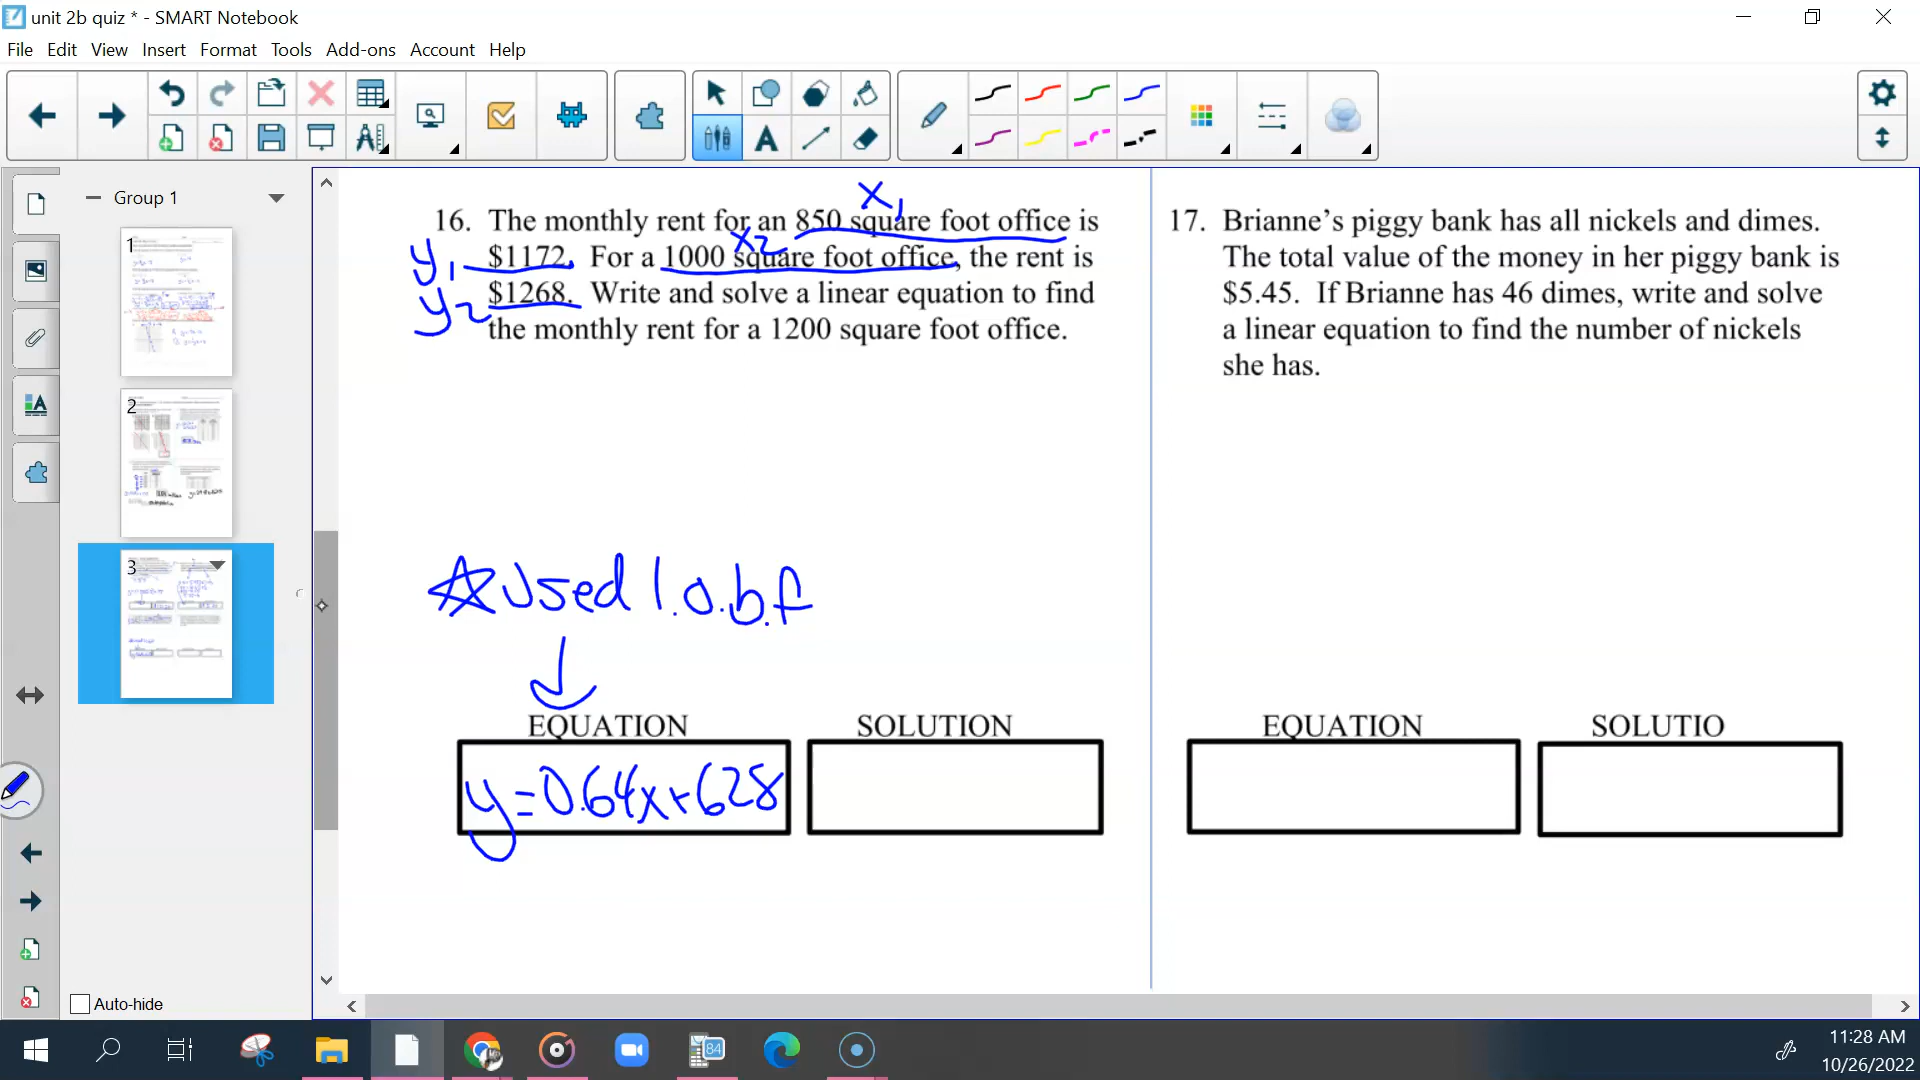 unit 2b quiz * - SMART Notebook
File Edit View Insert Format Tools Add-ons Account Help
Group 1
1
2
3
Auto-hide
x1
16. The monthly rent for an 850 square foot office is
x2
y1 $1172. For a 1000 square foot office, the rent is
y2 $1268. Write and solve a linear equation to find
the monthly rent for a 1200 square foot office.
☆Used l.o.b.f
EQUATION SOLUTION
y=0.64x+628
17. Brianne’s piggy bank has all nickels and dimes.
The total value of the money in her piggy bank is
$5.45. If Brianne has 46 dimes, write and solve
a linear equation to find the number of nickels
she has.
EQUATION SOLUTIO
84
11:28 AM
10/26/2022